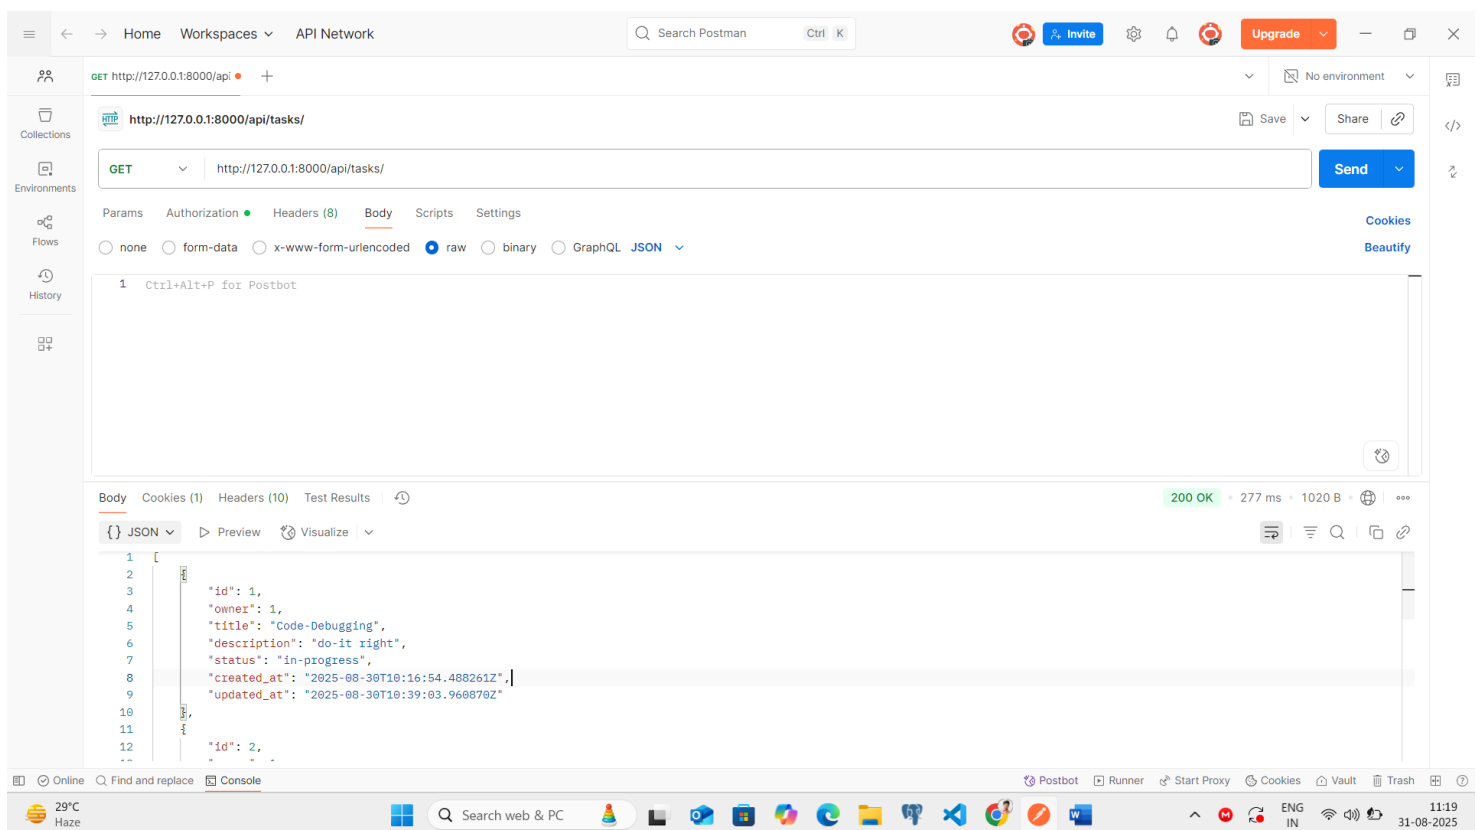 Home Workspaces API Network Search Postman Ctrl K Invite Upgrade
GET http://127.0.0.1:8000/api No environment
HTTP http://127.0.0.1:8000/api/tasks/ Save Share
GET http://127.0.0.1:8000/api/tasks/ Send
Params Authorization Headers (8) Body Scripts Settings Cookies
none form-data x-www-form-urlencoded raw binary GraphQL JSON Beautify
Collections
Environments
Flows
History
1 Ctrl+Alt+P for Postbot
Body Cookies (1) Headers (10) Test Results 200 OK 277 ms 1020 B
{} JSON Preview Visualize
1 [
2 {
3 "id": 1,
4 "owner": 1,
5 "title": "Code-Debugging",
6 "description": "do-it right",
7 "status": "in-progress",
8 "created_at": "2025-08-30T10:16:54.488261Z",
9 "updated_at": "2025-08-30T10:39:03.960870Z"
10 },
11 {
12 "id": 2,
Online Find and replace Console Postbot Runner Start Proxy Cookies Vault Trash
29°C
Haze
Search web & PC
ENG
IN
11:19
31-08-2025